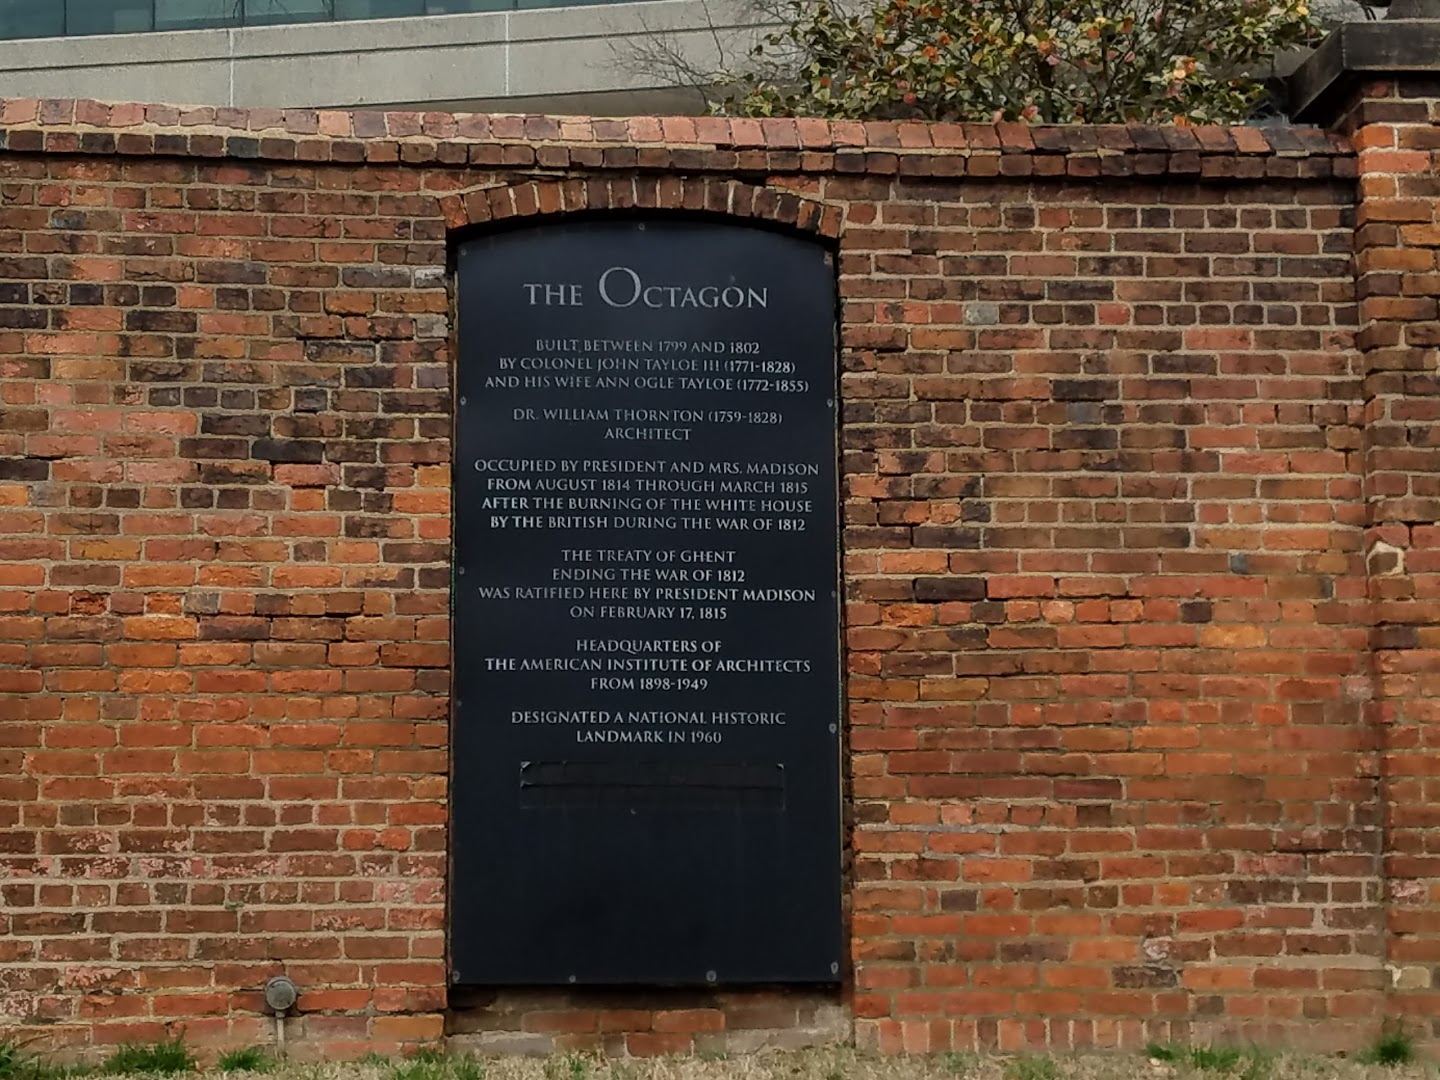 THE OCTAGON
BUILT BETWEEN 1799 AND 1802
BY COLONEL JOHN TAYLOE III (1771-1828)
AND HIS WIFE ANN OGLE TAYLOE (1772-1855)
DR. WILLIAM THORNTON (1759-1828)
ARCHITECT
OCCUPIED BY PRESIDENT AND MRS. MADISON
FROM AUGUST 1814 THROUGH MARCH 1815
AFTER THE BURNING OF THE WHITE HOUSE
BY THE BRITISH DURING THE WAR OF 1812
THE TREATY OF GHENT
ENDING THE WAR OF 1812
WAS RATIFIED HERE BY PRESIDENT MADISON
ON FEBRUARY 17, 1815
HEADQUARTERS OF
THE AMERICAN INSTITUTE OF ARCHITECTS
FROM 1898-1949
DESIGNATED A NATIONAL HISTORIC
LANDMARK IN 1960